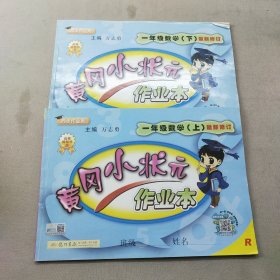 主编 万志勇
一年级数学（下）最新修订
黄冈小状元
作业本
主编 万志勇
一年级数学（上）最新修订
黄冈小状元
作业本
班级
姓名
R